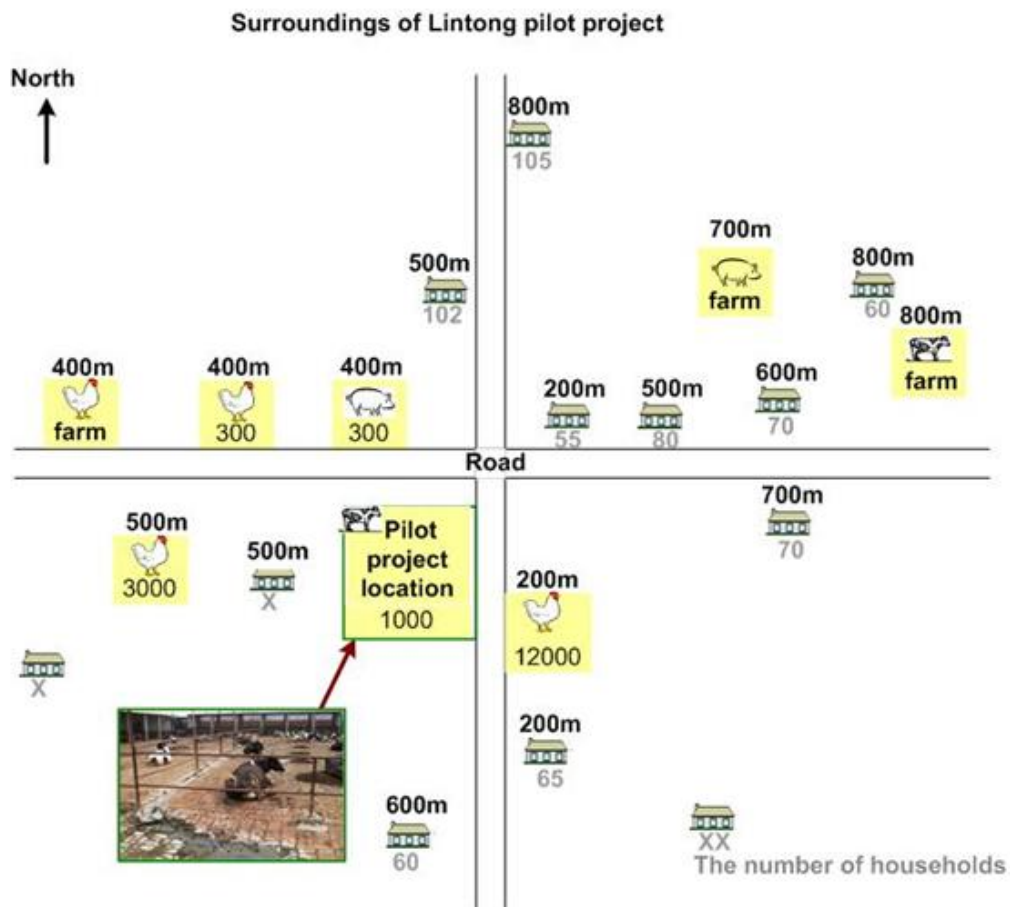 Surroundings of Lintong pilot project
North
800m
105
700m
farm
500m
102
800m
60
800m
farm
400m
farm
400m
300
400m
300
200m
55
500m
80
600m
70
Road
500m
3000
500m
X
Pilot
project
location
1000
700m
70
200m
12000
X
200m
65
600m
60
XX
The number of households